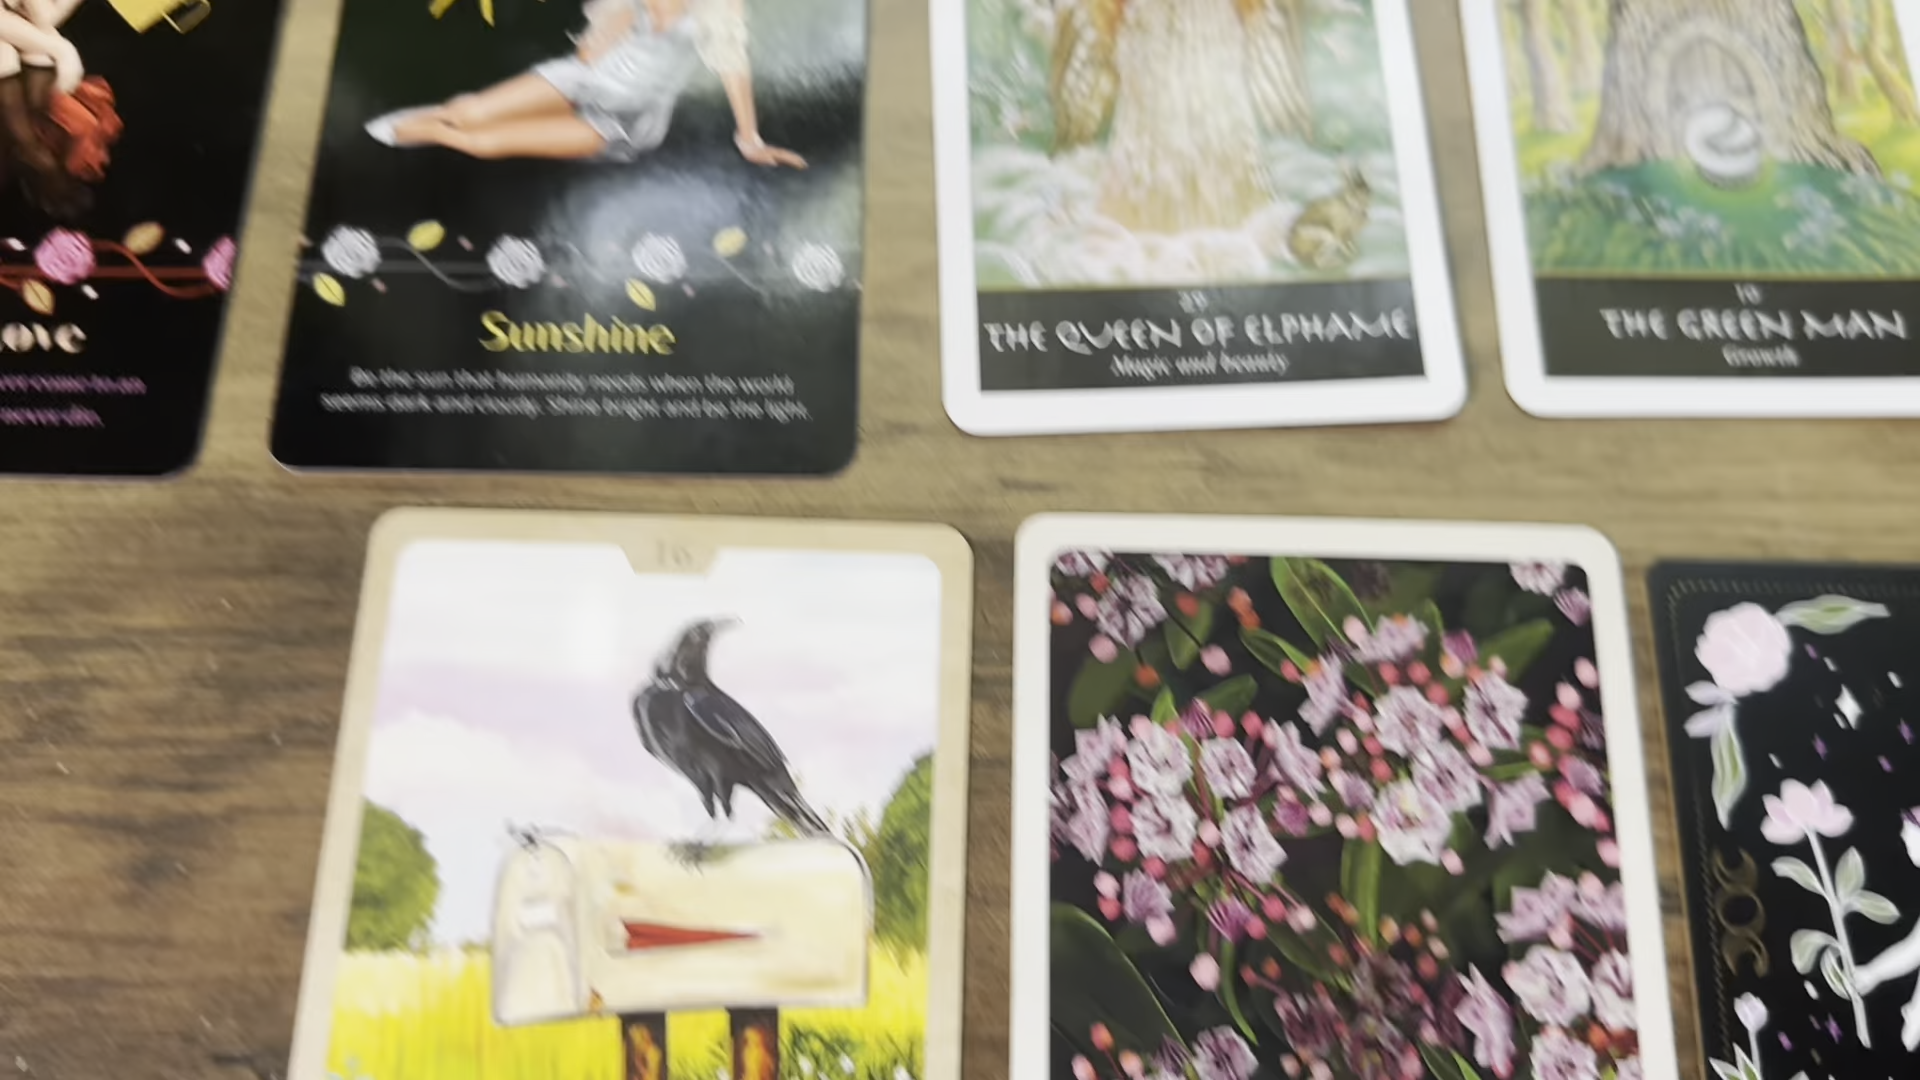 Love
Sunshine
Be the sun that humanity needs when the world
seems dark and cloudy. Shine bright and be the light.
THE QUEEN OF ELPHAME
Magic and beauty
10
THE GREEN MAN
Growth
16